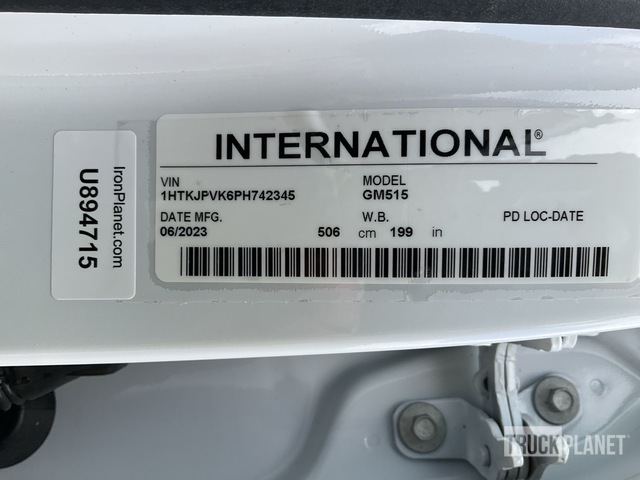 INTERNATIONAL®
VIN MODEL
1HTKJPVK6PH742345 GM515
DATE MFG. W.B. PD LOC-DATE
06/2023 506 cm 199 in
IronPlanet.com
U894715
TRUCKPLANET